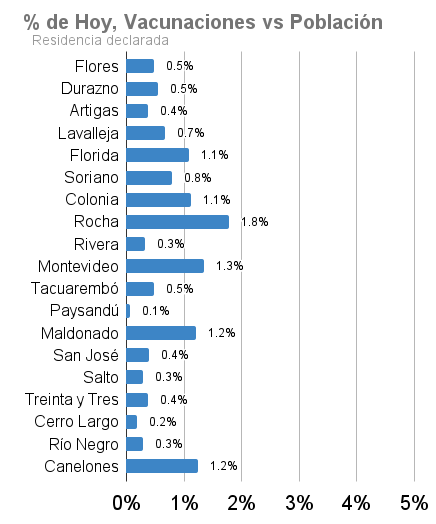 % de Hoy, Vacunaciones vs Población
Residencia declarada
Flores 0.5%
Durazno 0.5%
Artigas 0.4%
Lavalleja 0.7%
Florida 1.1%
Soriano 0.8%
Colonia 1.1%
Rocha 1.8%
Rivera 0.3%
Montevideo 1.3%
Tacuarembó 0.5%
Paysandú 0.1%
Maldonado 1.2%
San José 0.4%
Salto 0.3%
Treinta y Tres 0.4%
Cerro Largo 0.2%
Río Negro 0.3%
Canelones 1.2%
0% 1% 2% 3% 4% 5%